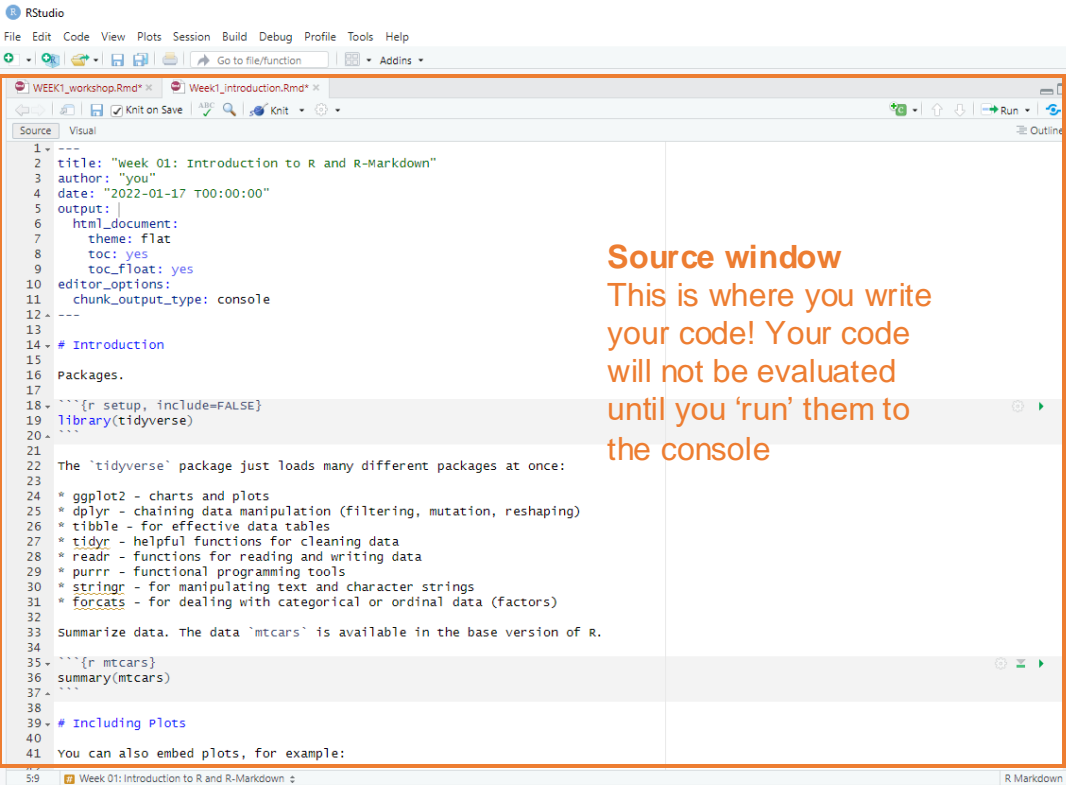 RStudio
File Edit Code View Plots Session Build Debug Profile Tools Help
Go to file/function Addins
WEEK1_workshop.Rmd* Week1_introduction.Rmd*
Knit on Save ABC Knit Run
Source Visual Outline
1 ---
2 title: "Week 01: Introduction to R and R-Markdown"
3 author: "you"
4 date: "2022-01-17 T00:00:00"
5 output:
6   html_document:
7     theme: flat
8     toc: yes
9     toc_float: yes
10 editor_options:
11   chunk_output_type: console
12 ---
13
14 # Introduction
15
16 Packages.
17
18 ```{r setup, include=FALSE}
19 library(tidyverse)
20 ```
21
22 The `tidyverse` package just loads many different packages at once:
23
24 * ggplot2 - charts and plots
25 * dplyr - chaining data manipulation (filtering, mutation, reshaping)
26 * tibble - for effective data tables
27 * tidyr - helpful functions for cleaning data
28 * readr - functions for reading and writing data
29 * purrr - functional programming tools
30 * stringr - for manipulating text and character strings
31 * forcats - for dealing with categorical or ordinal data (factors)
32
33 Summarize data. The data `mtcars` is available in the base version of R.
34
35 ```{r mtcars}
36 summary(mtcars)
37 ```
38
39 # Including Plots
40
41 You can also embed plots, for example:
Source window
This is where you write
your code! Your code
will not be evaluated
until you ‘run’ them to
the console
5:9 # Week 01: Introduction to R and R-Markdown R Markdown